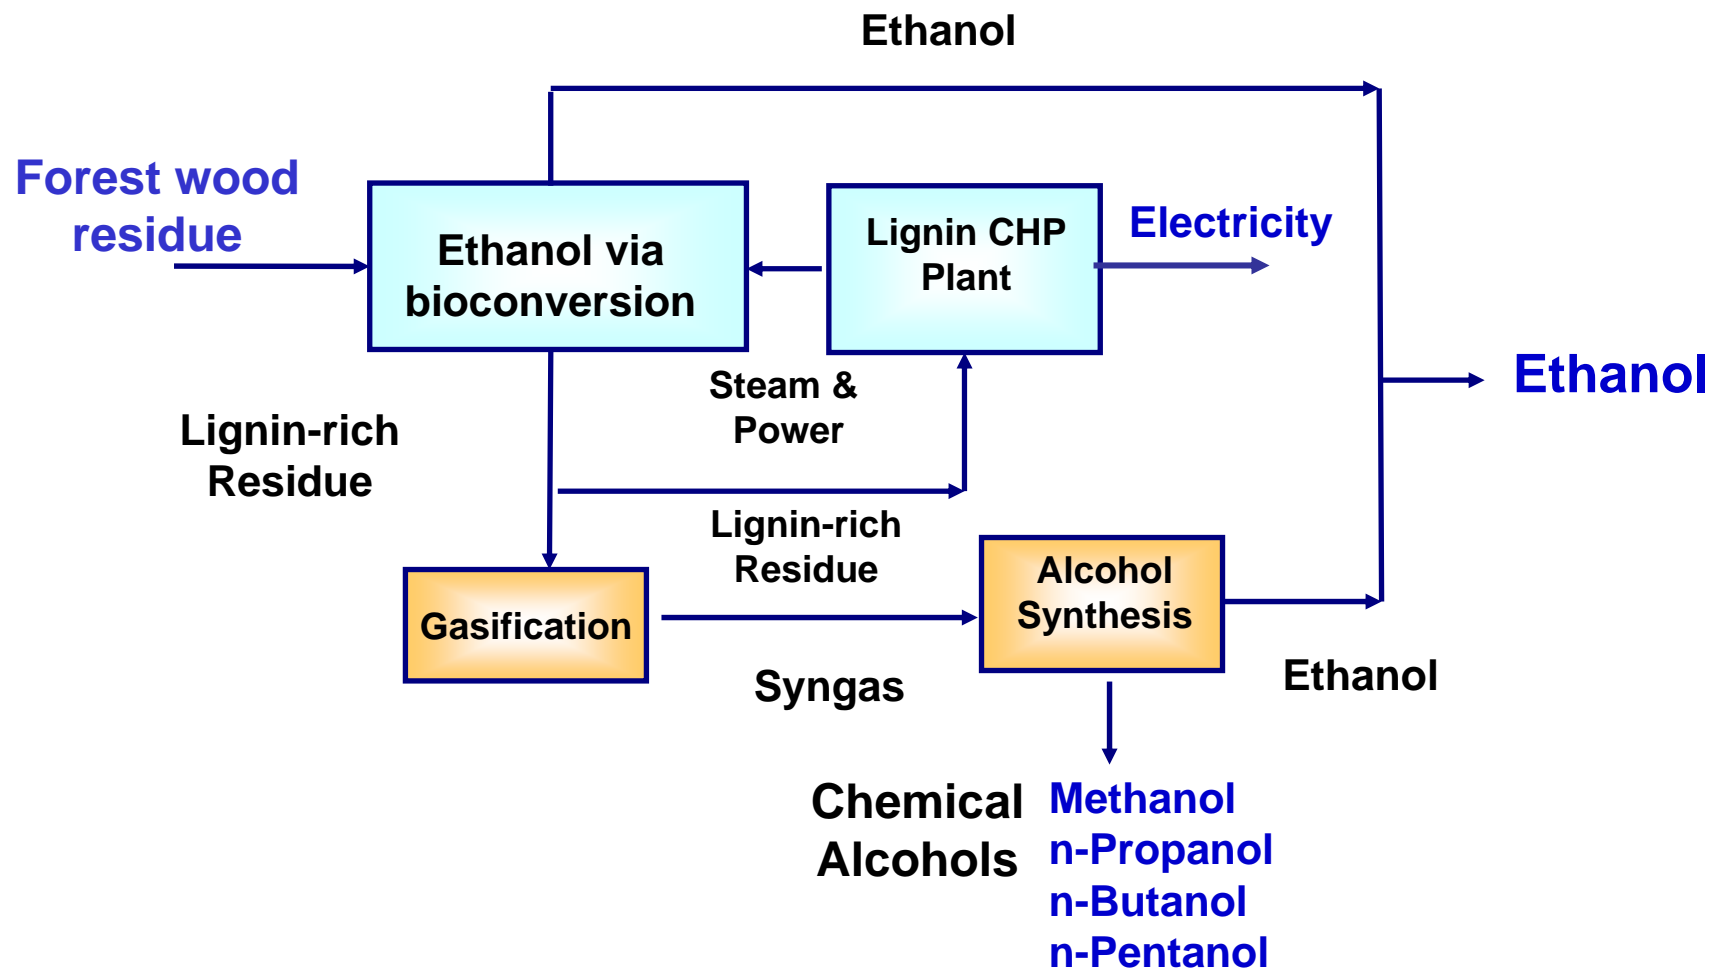 Ethanol
Forest wood
residue
Ethanol via
bioconversion
Lignin CHP
Plant
Electricity
Steam &
Power
Ethanol
Lignin-rich
Residue
Lignin-rich
Residue
Gasification
Alcohol
Synthesis
Syngas
Ethanol
Chemical
Alcohols
Methanol
n-Propanol
n-Butanol
n-Pentanol